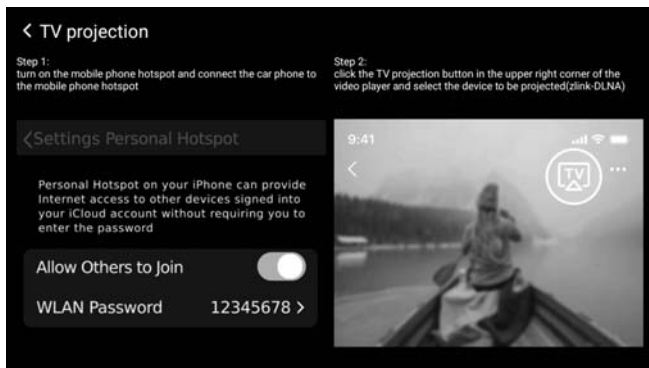 < TV projection
Step 1:
turn on the mobile phone hotspot and connect the car phone to
the mobile phone hotspot
Step 2:
click the TV projection button in the upper right corner of the
video player and select the device to be projected(zlink-DLNA)
<Settings Personal Hotspot
Personal Hotspot on your iPhone can provide
Internet access to other devices signed into
your iCloud account without requiring you to
enter the password
Allow Others to Join
WLAN Password 12345678 >
9:41
TV